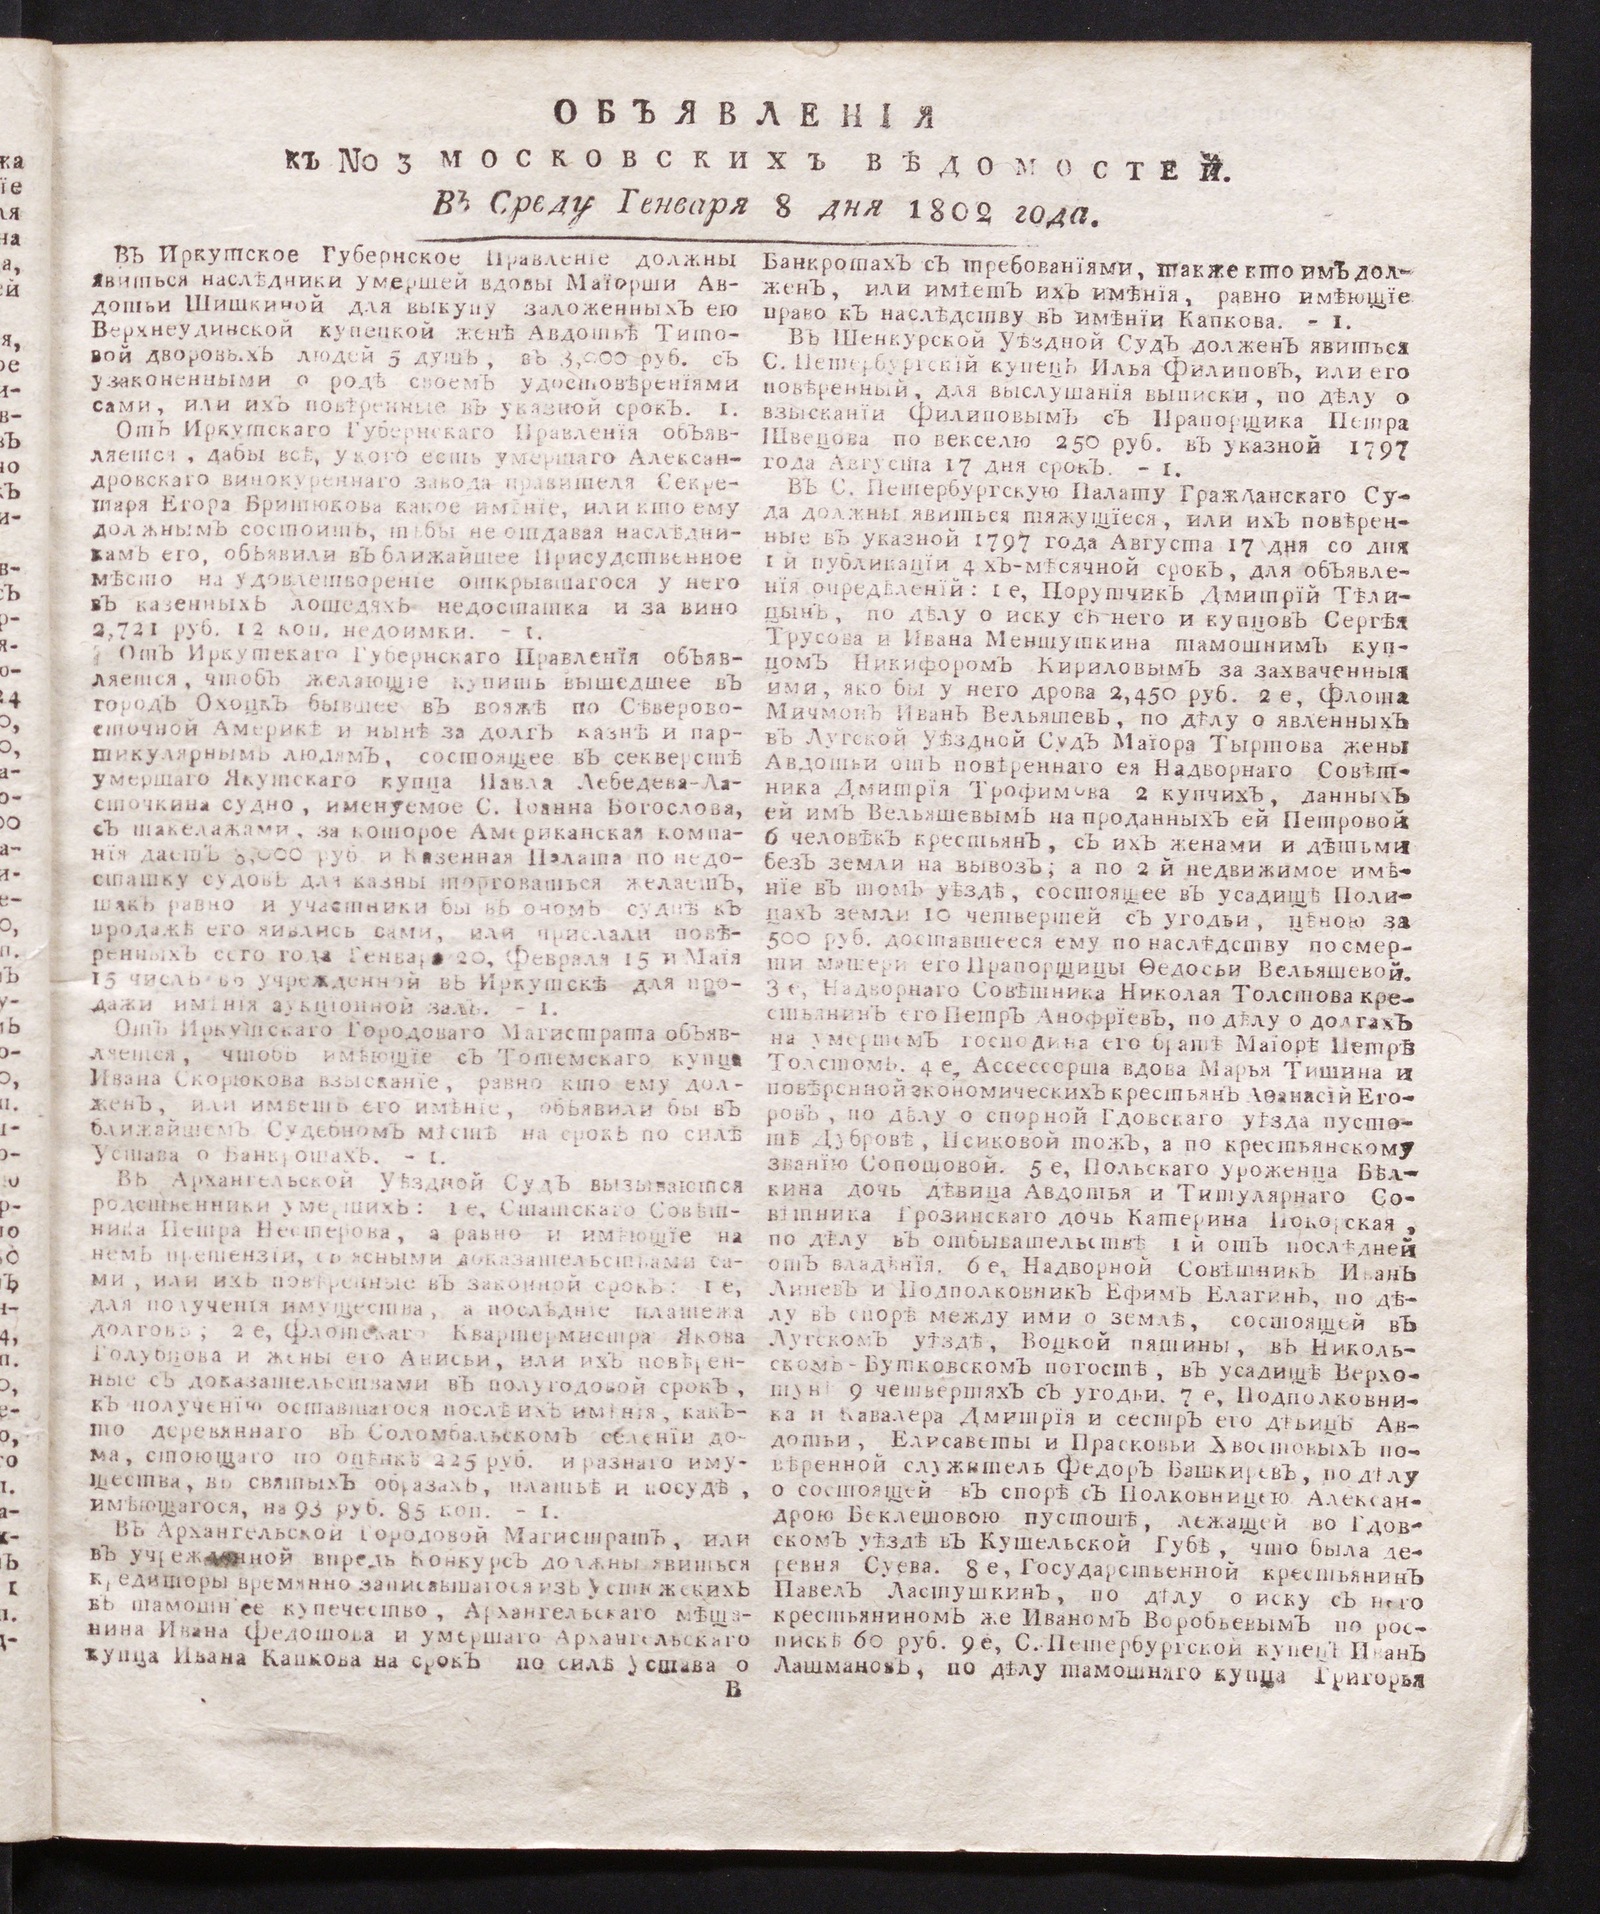 ОБЪЯВЛЕНІЯ
къ No 3 МОСКОВСКИХЪ ВѢДОМОСТЕЙ.
Въ Среду Генваря 8 дня 1802 года.
Въ Иркутское Губернское Правленіе должны
явиться наслѣдники умершей вдовы Маіорши Ав-
дотьи Шишкиной для выкупу заложенныхъ ею
Верхнеудинской купецкой женѣ Авдотьѣ Тито-
вой дворовыхъ людей 5 душъ, въ 3,000 руб. съ
узаконенными о родѣ своемъ удостовѣреніями
сами, или ихъ повѣренные въ указной срокъ. 1.
Отъ Иркутскаго Губернскаго Правленія объяв-
ляется, дабы всѣ, у кого есть умершаго Алексан-
дровскаго винокуреннаго завода правителя Секре-
таря Егора Бритюкова какое имѣніе, или кто ему
должнымъ состоитъ, тѣбы не отдавая наслѣдни-
камъ его, объявили въ ближайшее Присудственное
мѣсто на удовлетвореніе открывшагося у него
въ казенныхъ лошедяхъ недостатка и за вино
2,721 руб. 12 коп. недоимки. - 1.
Отъ Иркутскаго Губернскаго Правленія объяв-
ляется, чтобъ желающіе купить вышедшее въ
городъ Охоцкъ бывшее въ вояжѣ по Сѣверово-
сточной Америкѣ и нынѣ за долгъ казнѣ и пар-
тикулярнымъ людямъ, состоящее въ секверстѣ
умершаго Якутскаго купца Павла Лебедева-Ла-
сточкина судно, именуемое С. Іоанна Богослова,
съ такелажами, за которое Американская компа-
нія даетъ 8,000 руб. и Казенная Палата по недо-
статку судовъ для казны торговаться желаетъ,
такъ равно и участники бы въ ономъ суднѣ къ
продажѣ его явились сами, или прислали повѣ-
ренныхъ сего года Генваря 20, Февраля 15 и Маія
15 числъ во учрежденной въ Иркутскѣ для про-
дажи имѣнія аукціонной залъ. - 1.
Отъ Иркутскаго Городоваго Магистрата объяв-
ляется, чтобъ имѣющіе съ Тотемскаго купца
Ивана Скорюкова взысканіе, равно кто ему дол-
женъ, или имѣетъ его имѣніе, объявили бы въ
ближайшемъ Судебномъ мѣстѣ на срокъ по силѣ
Устава о Банкротахъ. - 1.
Въ Архангельской Уѣздной Судъ вызываются
родственники умершихъ: 1 е, Статскаго Совѣт-
ника Петра Нестерова, а равно и имѣющіе на
немъ претензіи, съ ясными доказательствами са-
ми, или ихъ повѣренные въ законной срокъ: 1 е,
для полученія имущества, а послѣдніе платежа
долговъ; 2 е, Флотскаго Квартермистра Якова
Голубцова и жены его Анисьи, или ихъ повѣрен-
ные съ доказательствами въ полугодовой срокъ,
къ полученію оставшагося послѣ ихъ имѣнія, какъ-
то деревяннаго въ Соломбальскомъ селеніи до-
ма, стоющаго по оцѣнкѣ 225 руб. и разнаго иму-
щества, въ святыхъ образахъ, платьѣ и посудѣ,
имѣющагося, на 93 руб. 85 коп. - 1.
Въ Архангельской Городовой Магистратъ, или
въ учрежденной впредь Конкурсъ должны явиться
кредиторы времянно записавшагося изъ Устюжскихъ
въ тамошнее купечество, Архангельскаго мѣща-
нина Ивана Федотова и умершаго Архангельскаго
купца Ивана Капкова на срокъ по силѣ Устава о
В
Банкротахъ съ требованіями, также кто имъ дол-
женъ, или имѣетъ ихъ имѣнія, равно имѣющіе
право къ наслѣдству въ имѣніи Капкова. - 1.
Въ Шенкурской Уѣздной Судъ долженъ явиться
С. Петербургскій купецъ Илья Филиповъ, или его
повѣренный, для выслушанія выписки, по дѣлу о
взысканіи Филиповымъ съ Прапорщика Петра
Швецова по векселю 250 руб. въ указной 1797
года Августа 17 дня срокъ. - 1.
Въ С. Петербургскую Палату Гражданскаго Су-
да должны явиться тяжущіеся, или ихъ повѣрен-
ные въ указной 1797 года Августа 17 дня со дня
1 й публикаціи 4 хъ-мѣсячной срокъ, для объявле-
нія опредѣленій: 1 е, Порутчикъ Дмитрій Тѣли-
цынъ, по дѣлу о иску съ него и купцовъ Сергѣя
Трусова и Ивана Меншуткина тамошнимъ куп-
цомъ Никифоромъ Кириловымъ за захваченныя
ими, яко бы у него дрова 2,450 руб. 2 е, Флота
Мичмонъ Иванъ Вельяшевъ, по дѣлу о явленныхъ
въ Лугской Уѣздной Судъ Маіора Тыртова жены
Авдотьи отъ повѣреннаго ея Надворнаго Совѣт-
ника Дмитрія Трофимова 2 купчихъ, данныхъ
ей имъ Вельяшевымъ на проданныхъ ей Петровой
6 человѣкъ крестьянъ, съ ихъ женами и дѣтьми
безъ земли на вывозъ; а по 2 й недвижимое имѣ-
ніе въ томъ уѣздѣ, состоящее въ усадищѣ Поли-
цахъ земли 10 четвертей съ угодьи, цѣною за
500 руб. доставшееся ему по наслѣдству по смер-
ти матери его Прапорщицы Ѳедосьи Вельяшевой.
3 е, Надворнаго Совѣтника Николая Толстова кре-
стьянинъ его Петръ Анофріевъ, по дѣлу о долгахъ
на умершемъ господина его братѣ Маіорѣ Петрѣ
Толстомъ. 4 е, Ассессорша вдова Марья Тишина и
повѣренной экономическихъ крестьянъ Аѳанасій Его-
ровъ, по дѣлу о спорной Гдовскаго уѣзда пусто-
шѣ Дубровѣ, Псиковой тожъ, а по крестьянскому
званію Сопотовой. 5 е, Польскаго уроженца Бѣл-
кина дочь дѣвица Авдотья и Титулярнаго Со-
вѣтника Грозинскаго дочь Катерина Покорская,
по дѣлу въ отбывательствѣ 1 й отъ послѣдней
отъ владѣнія. 6 е, Надворной Совѣтникъ Иванъ
Линевъ и Подполковникъ Ефимъ Елагинъ, по дѣ-
лу въ спорѣ между ими о землѣ, состоящей въ
Лугскомъ уѣздѣ, Воцкой пятины, въ Николь-
скомъ-Бутковскомъ погостѣ, въ усадищѣ Верхо-
тунѣ 9 четвертяхъ съ угодьи. 7 е, Подполковни-
ка и Кавалера Дмитрія и сестръ его дѣвицъ Ав-
дотьи, Елисаветы и Прасковьи Хвостовыхъ по-
вѣренной служитель Федоръ Башкиревъ, по дѣлу
о состоящей въ спорѣ съ Полковницею Алексан-
дрою Беклешовою пустошѣ, лежащей во Гдов-
скомъ уѣздѣ въ Кушельской Губѣ, что была де-
ревня Суева. 8 е, Государственной крестьянинъ
Павелъ Ластушкинъ, по дѣлу о иску съ него
крестьяниномъ же Иваномъ Воробьевымъ по рос-
пискѣ 60 руб. 9 е, С. Петербургской купецъ Иванъ
Лашмановъ, по дѣлу тамошняго купца Григорья